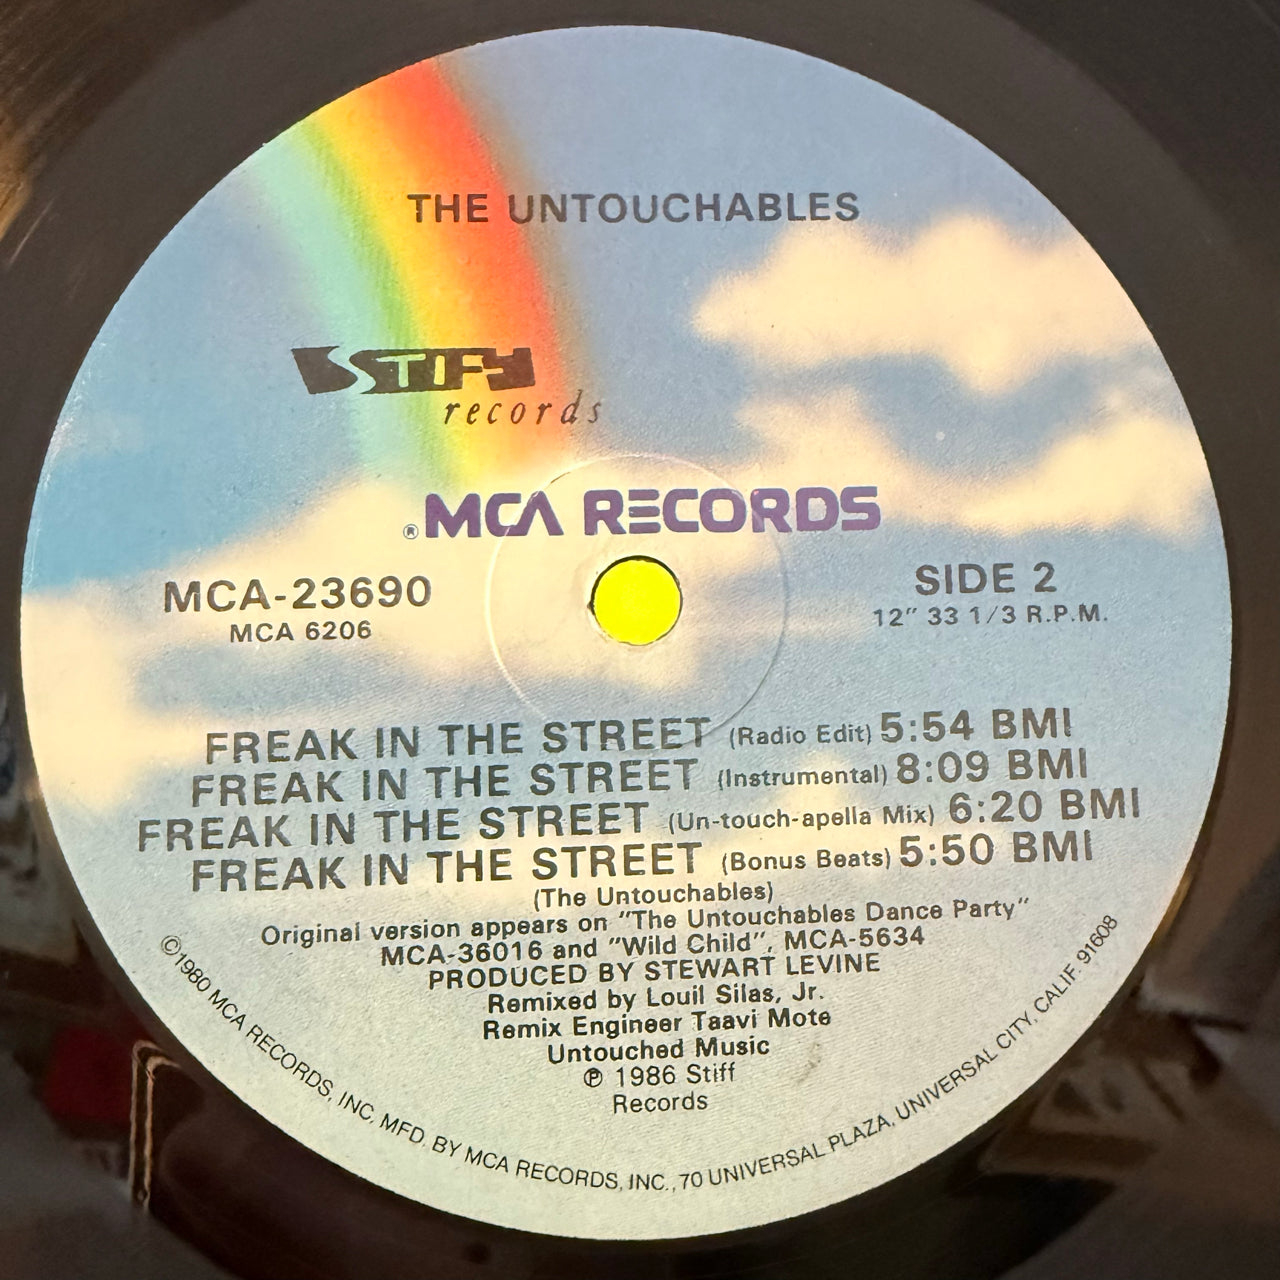 THE UNTOUCHABLES
STIFF
records
® MCA RECORDS
MCA-23690
MCA 6206
SIDE 2
12" 33 1/3 R.P.M.
FREAK IN THE STREET (Radio Edit) 5:54 BMI
FREAK IN THE STREET (Instrumental) 8:09 BMI
FREAK IN THE STREET (Un-touch-apella Mix) 6:20 BMI
FREAK IN THE STREET (Bonus Beats) 5:50 BMI
(The Untouchables)
Original version appears on "The Untouchables Dance Party"
MCA-36016 and "Wild Child", MCA-5634
PRODUCED BY STEWART LEVINE
Remixed by Louil Silas, Jr.
Remix Engineer Taavi Mote
Untouched Music
℗ 1986 Stiff
Records
©1980 MCA RECORDS, INC. MFD. BY MCA RECORDS, INC., 70 UNIVERSAL PLAZA, UNIVERSAL CITY, CALIF. 91608